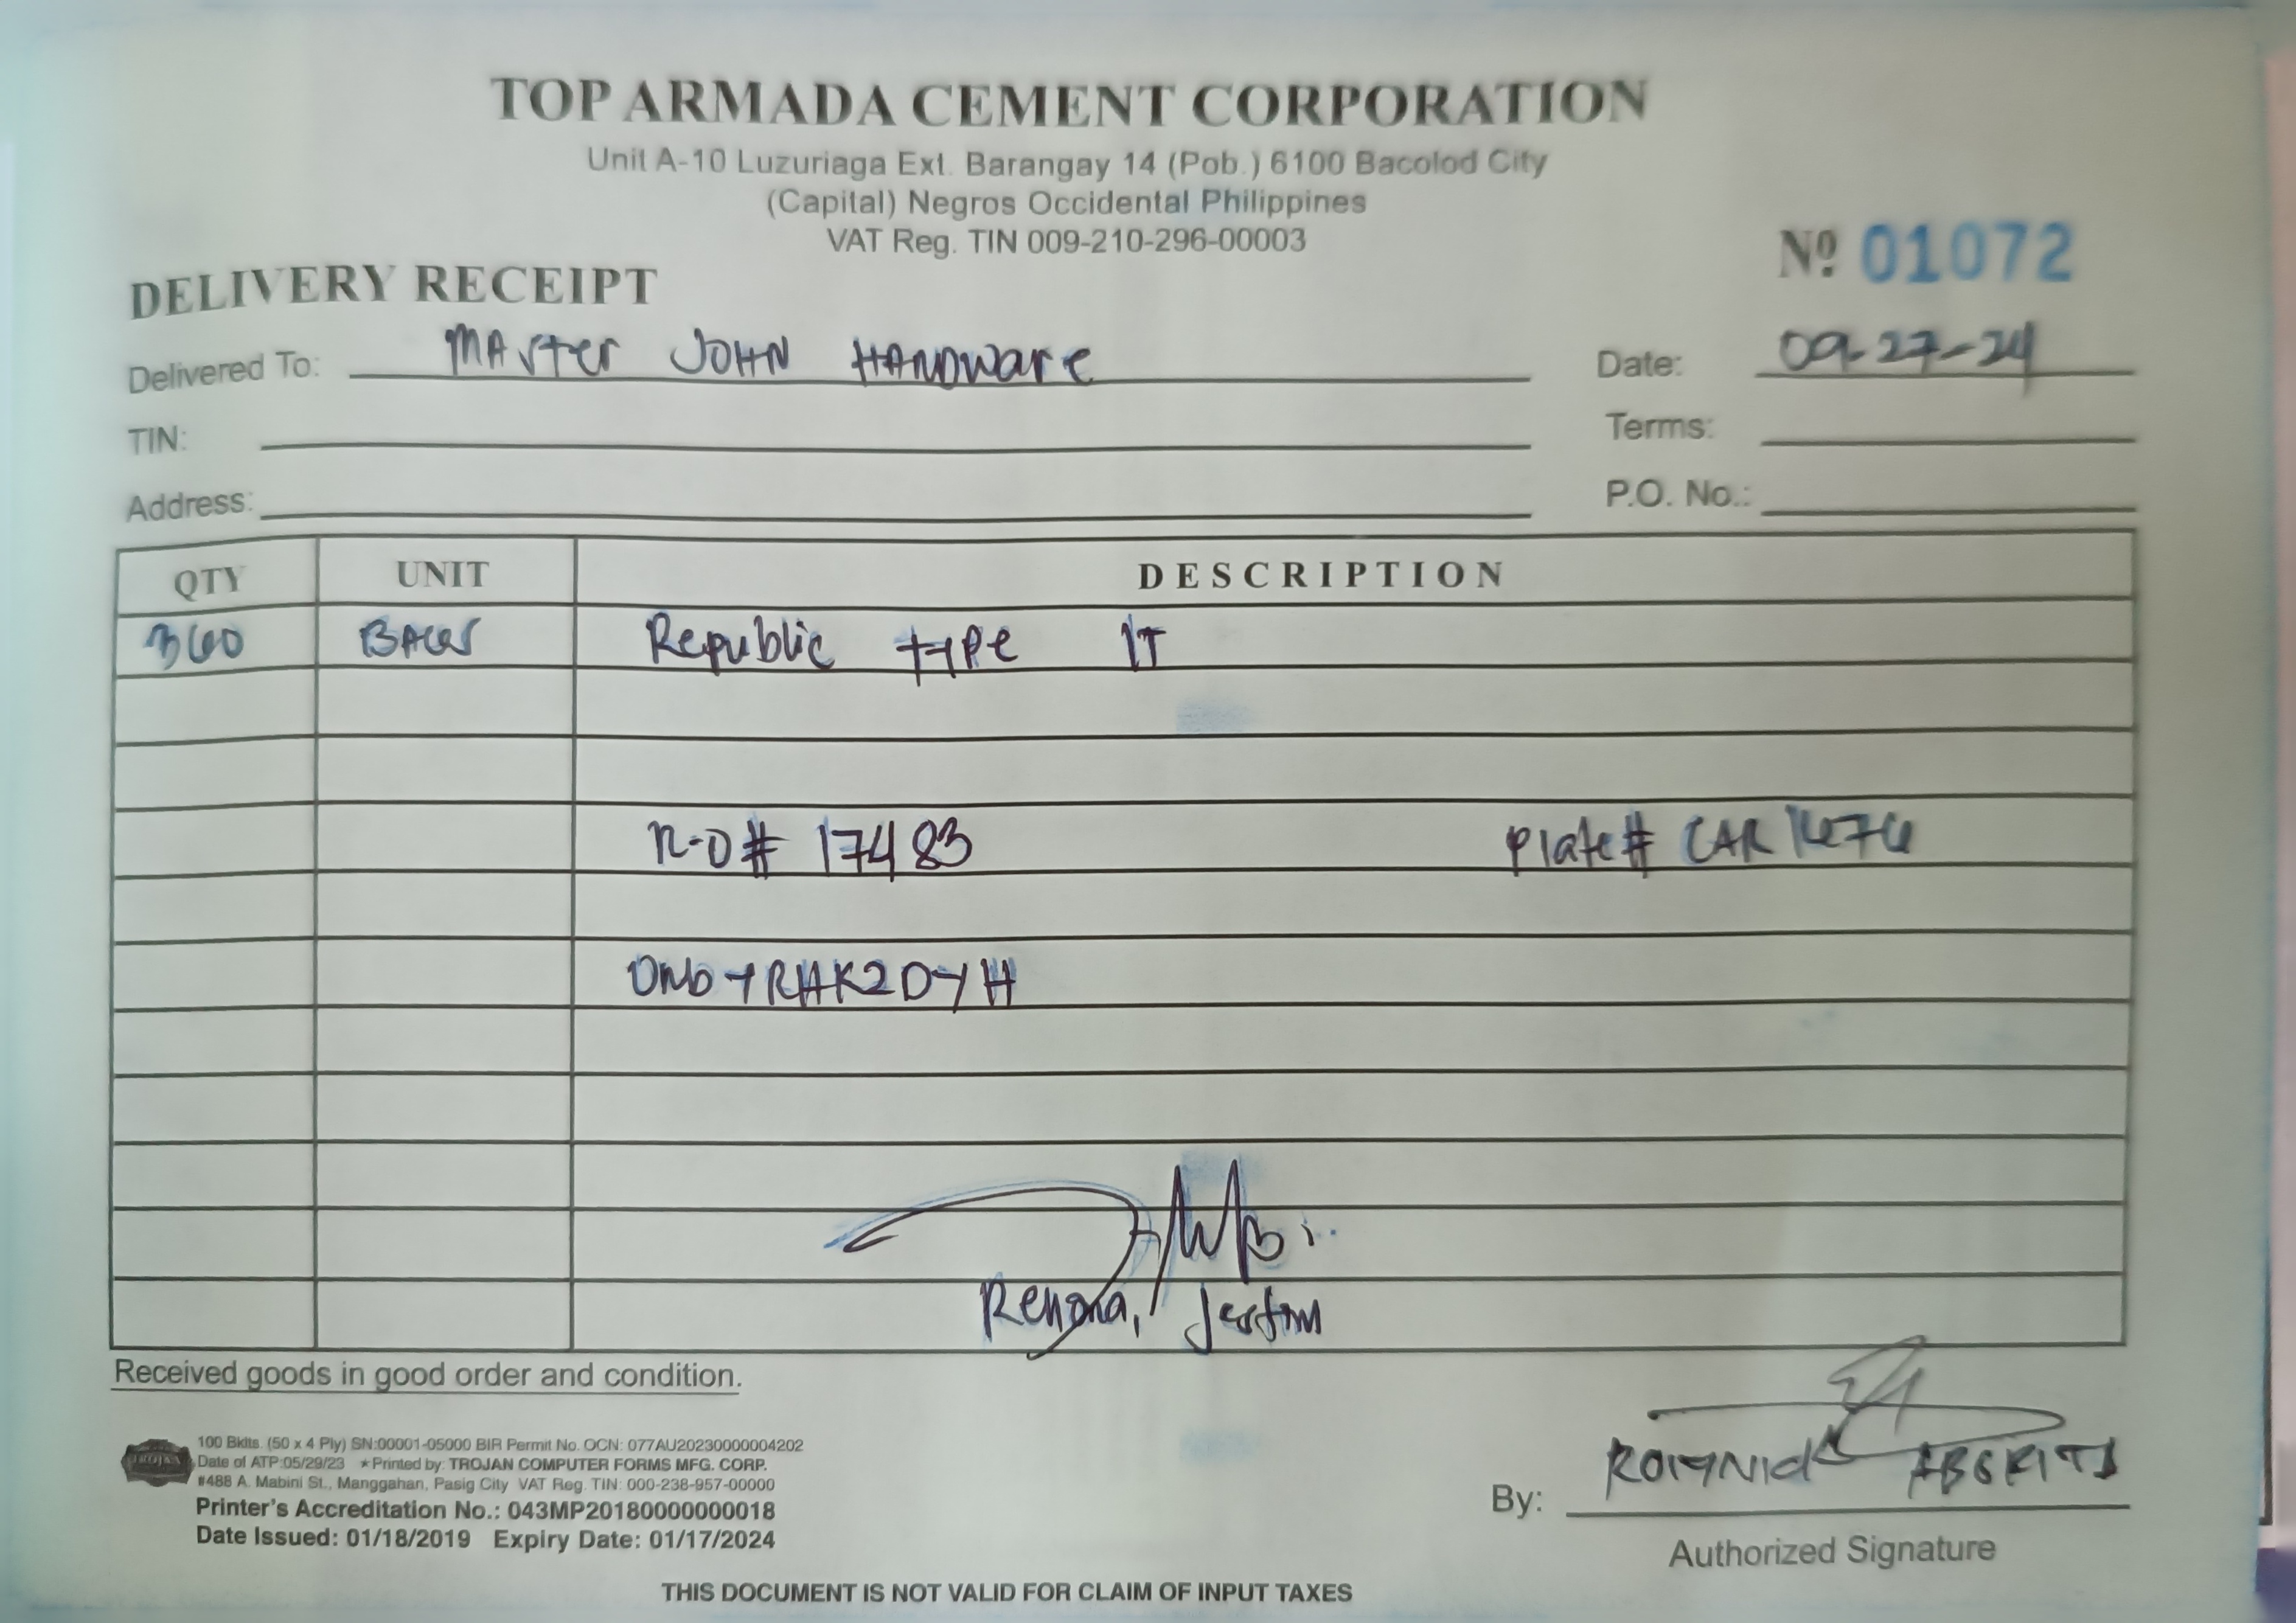 TOP ARMADA CEMENT CORPORATION
Unit A-10 Luzuriaga Ext. Barangay 14 (Pob.) 6100 Bacolod City
(Capital) Negros Occidental Philippines
VAT Reg. TIN 009-210-296-00003
Nº 01072
DELIVERY RECEIPT
Delivered To: Master JOHN HARDware Date: 09-27-24
TIN: Terms:
Address: P.O. No.:
QTY UNIT DESCRIPTION
360 BAGS Republic type 1T
R-O# 17483 Plate# CAR
Renona,
Received goods in good order and condition.
100 Bklts. (50 x 4 Ply) SN:00001-05000 BIR Permit No. OCN: 077AU20230000004202
Date of ATP:05/29/23 ★Printed by: TROJAN COMPUTER FORMS MFG. CORP.
#488 A. Mabini St., Manggahan, Pasig City VAT Reg. TIN: 000-238-957-00000
Printer's Accreditation No.: 043MP20180000000018
Date Issued: 01/18/2019 Expiry Date: 01/17/2024
By:
Authorized Signature
THIS DOCUMENT IS NOT VALID FOR CLAIM OF INPUT TAXES